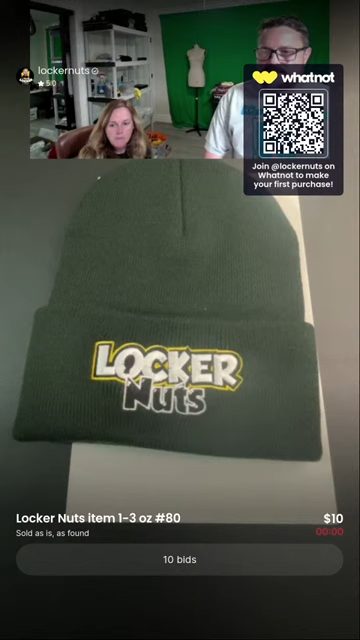 lockernuts
★ 5.0
whatnot
Join @lockernuts on
Whatnot to make
your first purchase!
LOCKER
Nuts
Locker Nuts item 1-3 oz #80
$10
Sold as is, as found
00:00
10 bids